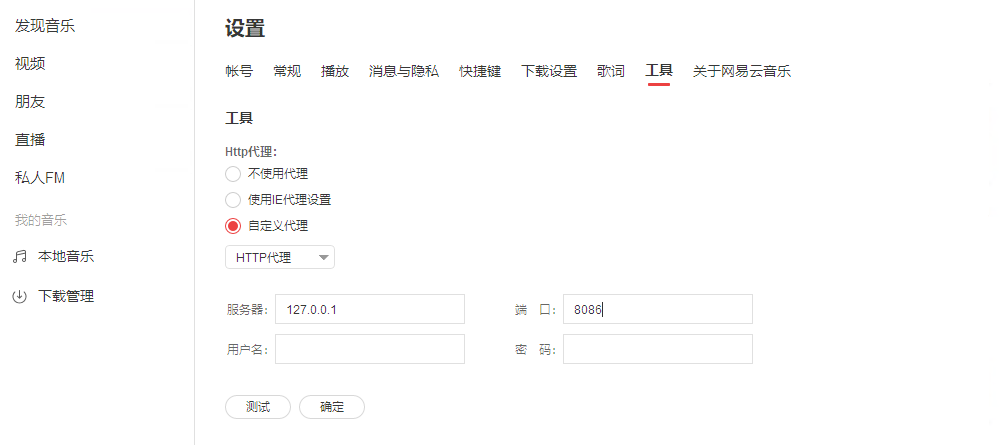 发现音乐
视频
朋友
直播
私人FM
我的音乐
本地音乐
下载管理
设置
帐号 常规 播放 消息与隐私 快捷键 下载设置 歌词 工具 关于网易云音乐
工具
Http代理：
不使用代理
使用IE代理设置
自定义代理
HTTP代理
服务器： 127.0.0.1 端 口： 8086
用户名： 密 码：
测试 确定